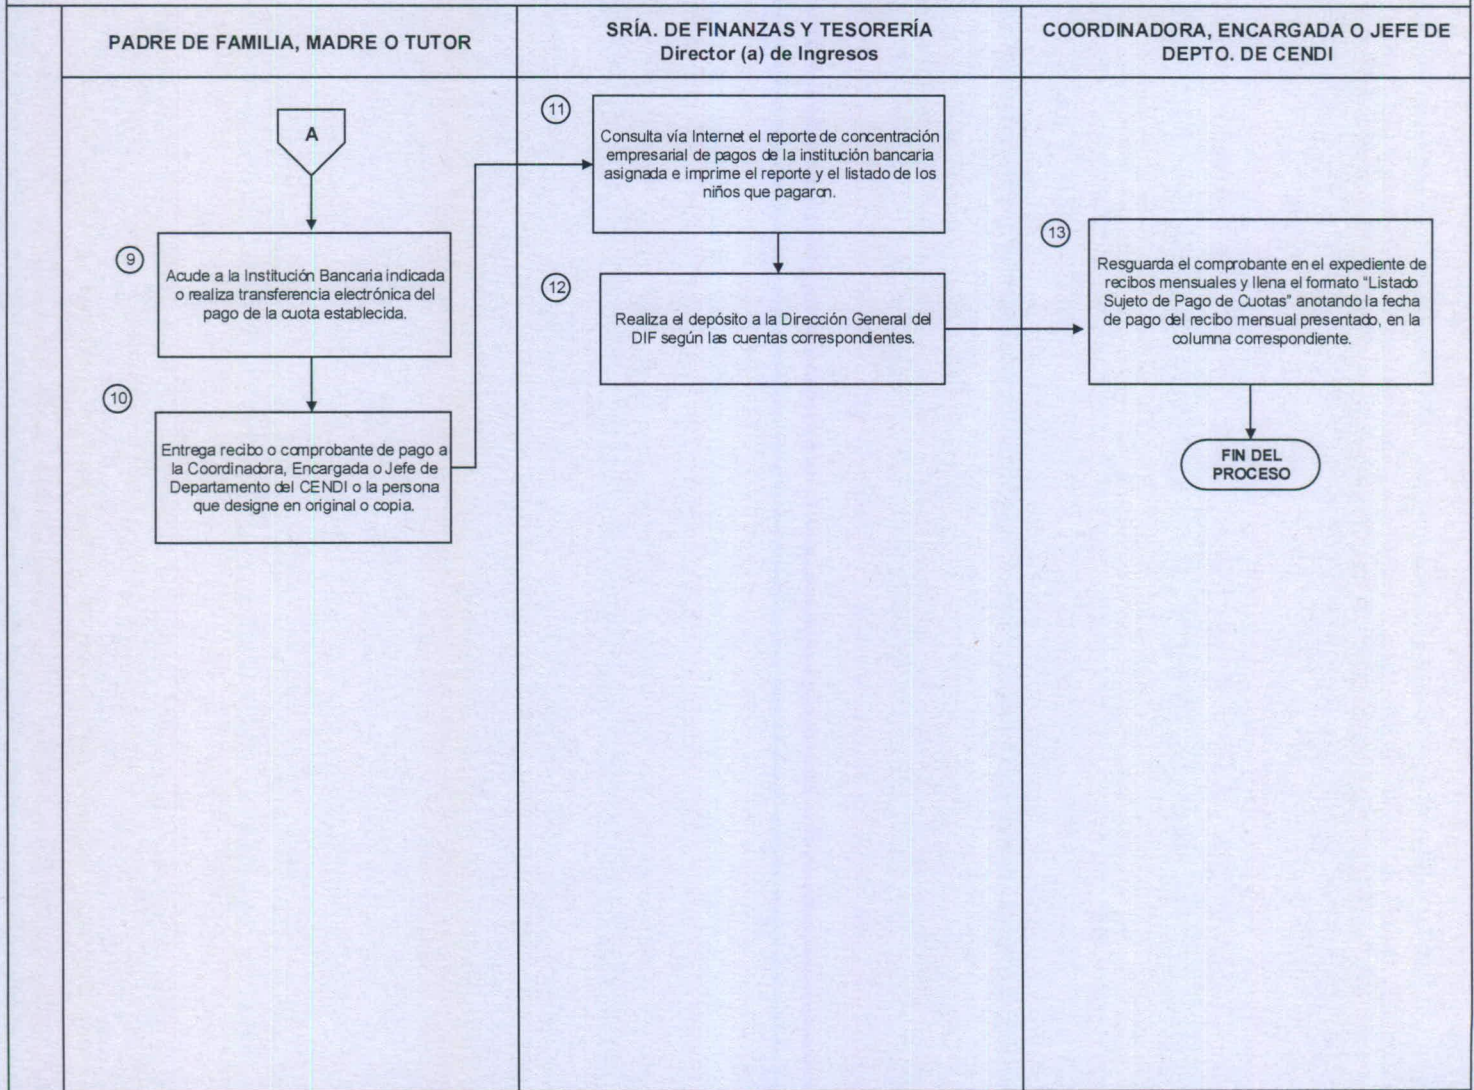 PADRE DE FAMILIA, MADRE O TUTOR
SRÍA. DE FINANZAS Y TESORERÍA
Director (a) de Ingresos
COORDINADORA, ENCARGADA O JEFE DE
DEPTO. DE CENDI
A
9
Acude a la Institución Bancaria indicada
o realiza transferencia electrónica del
pago de la cuota establecida.
10
Entrega recibo o comprobante de pago a
la Coordinadora, Encargada o Jefe de
Departamento del CENDI o la persona
que designe en original o copia.
11
Consulta vía Internet el reporte de concentración
empresarial de pagos de la institución bancaria
asignada e imprime el reporte y el listado de los
niños que pagaron.
12
Realiza el depósito a la Dirección General del
DIF según las cuentas correspondientes.
13
Resguarda el comprobante en el expediente de
recibos mensuales y llena el formato “Listado
Sujeto de Pago de Cuotas” anotando la fecha
de pago del recibo mensual presentado, en la
columna correspondiente.
FIN DEL
PROCESO